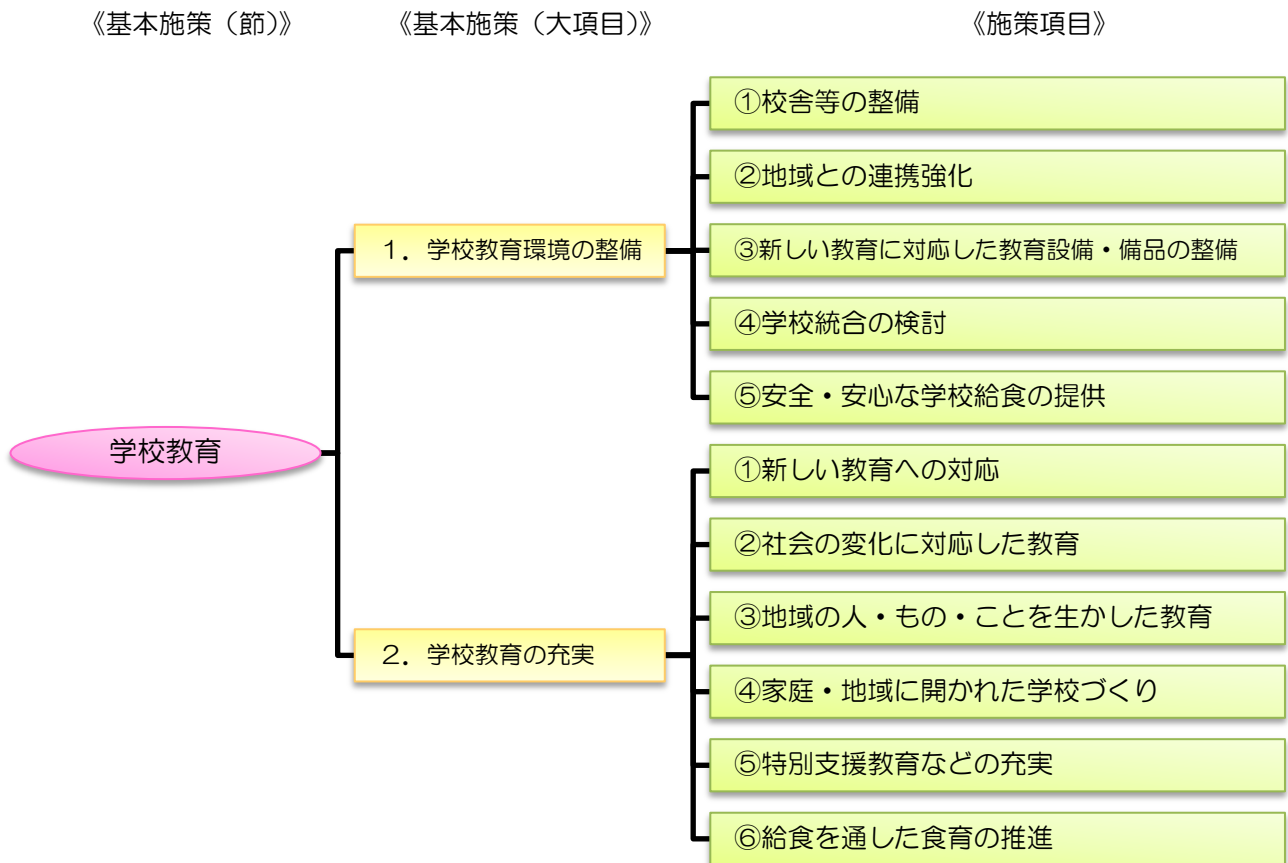 《基本施策（節）》
《基本施策（大項目）》
《施策項目》
学校教育
１．学校教育環境の整備
①校舎等の整備
②地域との連携強化
③新しい教育に対応した教育設備・備品の整備
④学校統合の検討
⑤安全・安心な学校給食の提供
２．学校教育の充実
①新しい教育への対応
②社会の変化に対応した教育
③地域の人・もの・ことを生かした教育
④家庭・地域に開かれた学校づくり
⑤特別支援教育などの充実
⑥給食を通した食育の推進